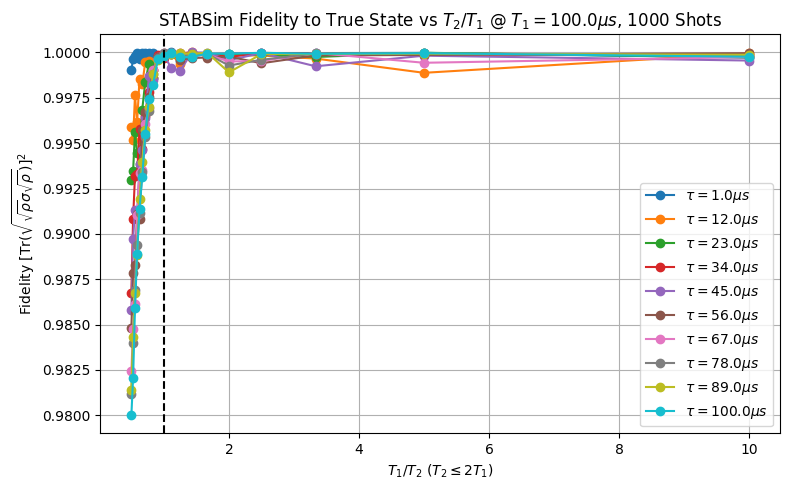 STABSim Fidelity to True State vs $T_2/T_1$ @ $T_1 = 100.0\mu s$, 1000 Shots
Fidelity $[\mathrm{Tr}(\sqrt{\sqrt{\rho}\sigma\sqrt{\rho}})]^2$
1.0000
0.9975
0.9950
0.9925
0.9900
0.9875
0.9850
0.9825
0.9800
τ = 1.0μs
τ = 12.0μs
τ = 23.0μs
τ = 34.0μs
τ = 45.0μs
τ = 56.0μs
τ = 67.0μs
τ = 78.0μs
τ = 89.0μs
τ = 100.0μs
2 4 6 8 10
$T_1/T_2$ $(T_2 \leq 2T_1)$